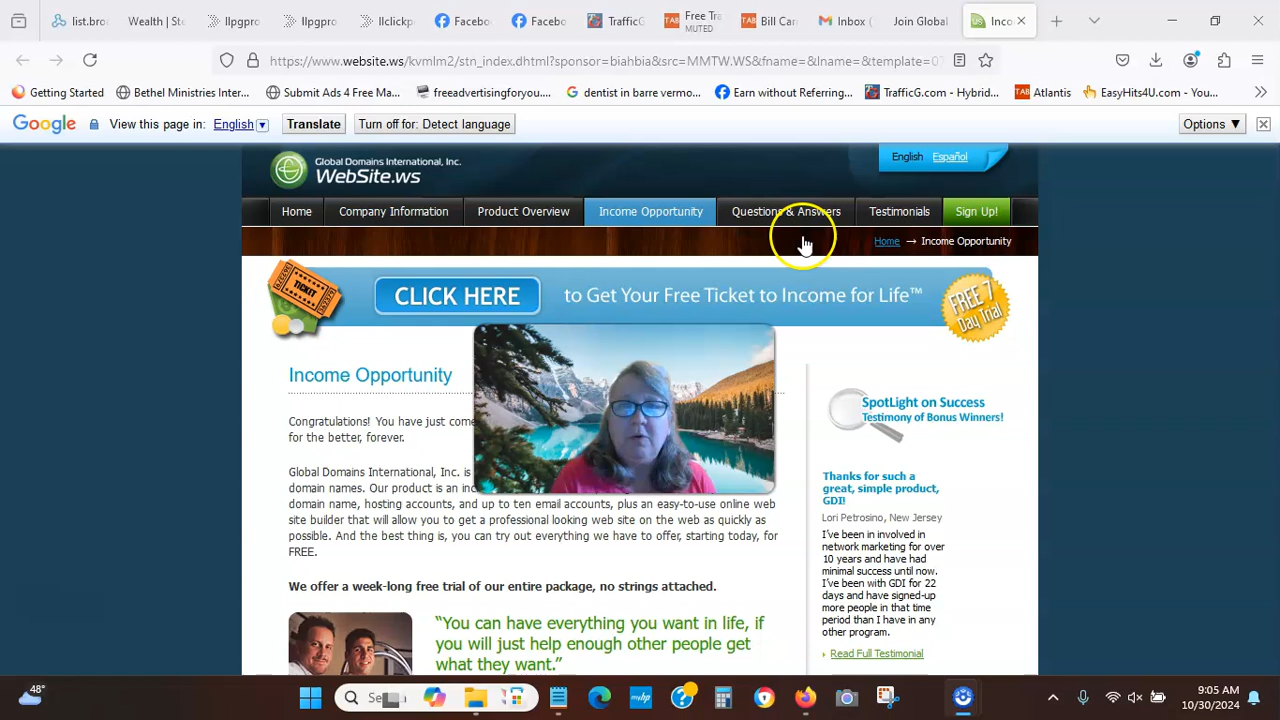 list.bro
Wealth | St
llpgpro
llpgpro
llclickp
Facebo
Facebo
TrafficG
Free Tra
MUTED
Bill Car
Inbox (
Join Global
Inco
https://www.website.ws/kvmlm2/stn_index.dhtml?sponsor=biahbia&src=MMTW.WS&fname=&lname=&template=
Getting Started
Bethel Ministries Inter...
Submit Ads 4 Free Ma...
freeadvertisingforyou....
dentist in barre vermo...
Earn without Referring...
TrafficG.com - Hybrid...
Atlantis
EasyHits4U.com - You...
Google View this page in: English Translate Turn off for: Detect language Options ▼
Global Domains International, Inc.
WebSite.ws
English Español
Home Company Information Product Overview Income Opportunity Questions & Answers Testimonials Sign Up!
Home → Income Opportunity
TICKET
CLICK HERE to Get Your Free Ticket to Income for Life™
FREE 7
Day Trial
Income Opportunity
Congratulations! You have just come
for the better, forever.
Global Domains International, Inc. is
domain names. Our product is an inc
domain name, hosting accounts, and up to ten email accounts, plus an easy-to-use online web
site builder that will allow you to get a professional looking web site on the web as quickly as
possible. And the best thing is, you can try out everything we have to offer, starting today, for
FREE.
We offer a week-long free trial of our entire package, no strings attached.
“You can have everything you want in life, if
you will just help enough other people get
what they want.”
SpotLight on Success
Testimony of Bonus Winners!
Thanks for such a
great, simple product,
GDI!
Lori Petrosino, New Jersey
I've been in involved in
network marketing for over
10 years and have had
minimal success until now.
I've been with GDI for 22
days and have signed-up
more people in that time
period than I have in any
other program.
Read Full Testimonial
48°
9:05 AM
10/30/2024